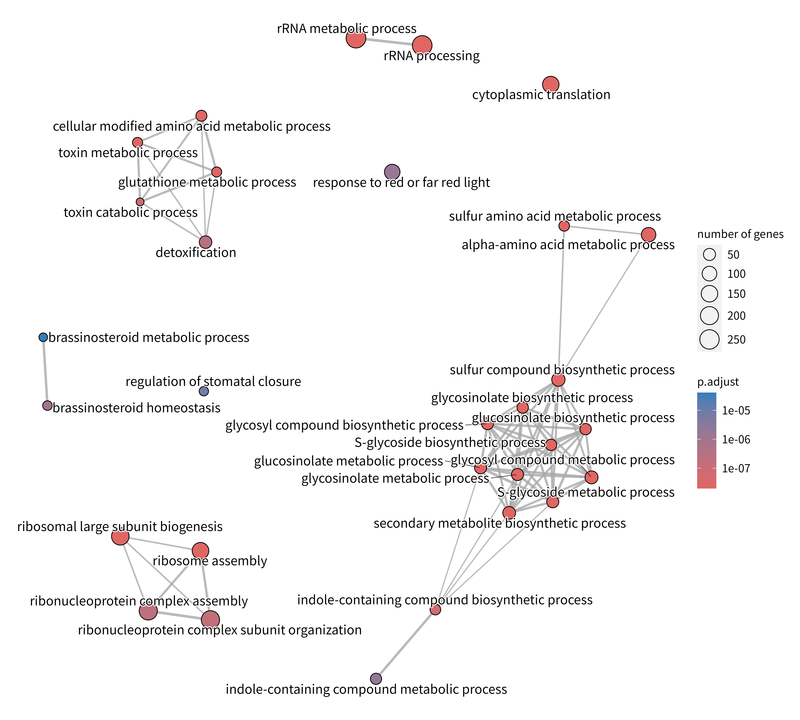 rRNA metabolic process
rRNA processing
cytoplasmic translation
cellular modified amino acid metabolic process
toxin metabolic process
glutathione metabolic process
response to red or far red light
toxin catabolic process
sulfur amino acid metabolic process
alpha-amino acid metabolic process
detoxification
brassinosteroid metabolic process
sulfur compound biosynthetic process
regulation of stomatal closure
glycosinolate biosynthetic process
brassinosteroid homeostasis
glucosinolate biosynthetic process
glycosyl compound biosynthetic process
S-glycoside biosynthetic process
glucosinolate metabolic process
glycosyl compound metabolic process
glycosinolate metabolic process
S-glycoside metabolic process
secondary metabolite biosynthetic process
ribosomal large subunit biogenesis
ribosome assembly
ribonucleoprotein complex assembly
indole-containing compound biosynthetic process
ribonucleoprotein complex subunit organization
indole-containing compound metabolic process
number of genes
50
100
150
200
250
p.adjust
1e-05
1e-06
1e-07